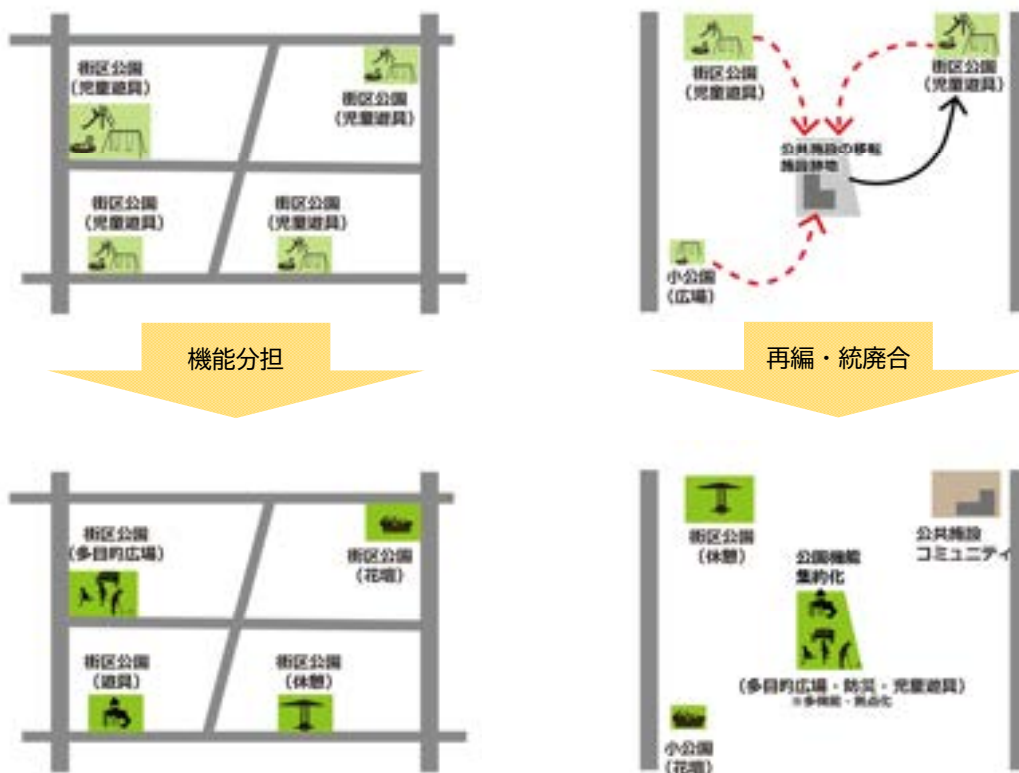 街区公園
(児童遊具)
街区公園
(児童遊具)
街区公園
(児童遊具)
街区公園
(児童遊具)
街区公園
(児童遊具)
街区公園
(児童遊具)
公共施設の移転
施設跡地
小公園
(広場)
機能分担
再編・統廃合
街区公園
(多目的広場)
街区公園
(花壇)
街区公園
(遊具)
街区公園
(休憩)
街区公園
(休憩)
公共施設
コミュニティ
公園機能
集約化
(多目的広場・防災・児童遊具)
※多機能・拠点化
小公園
(花壇)